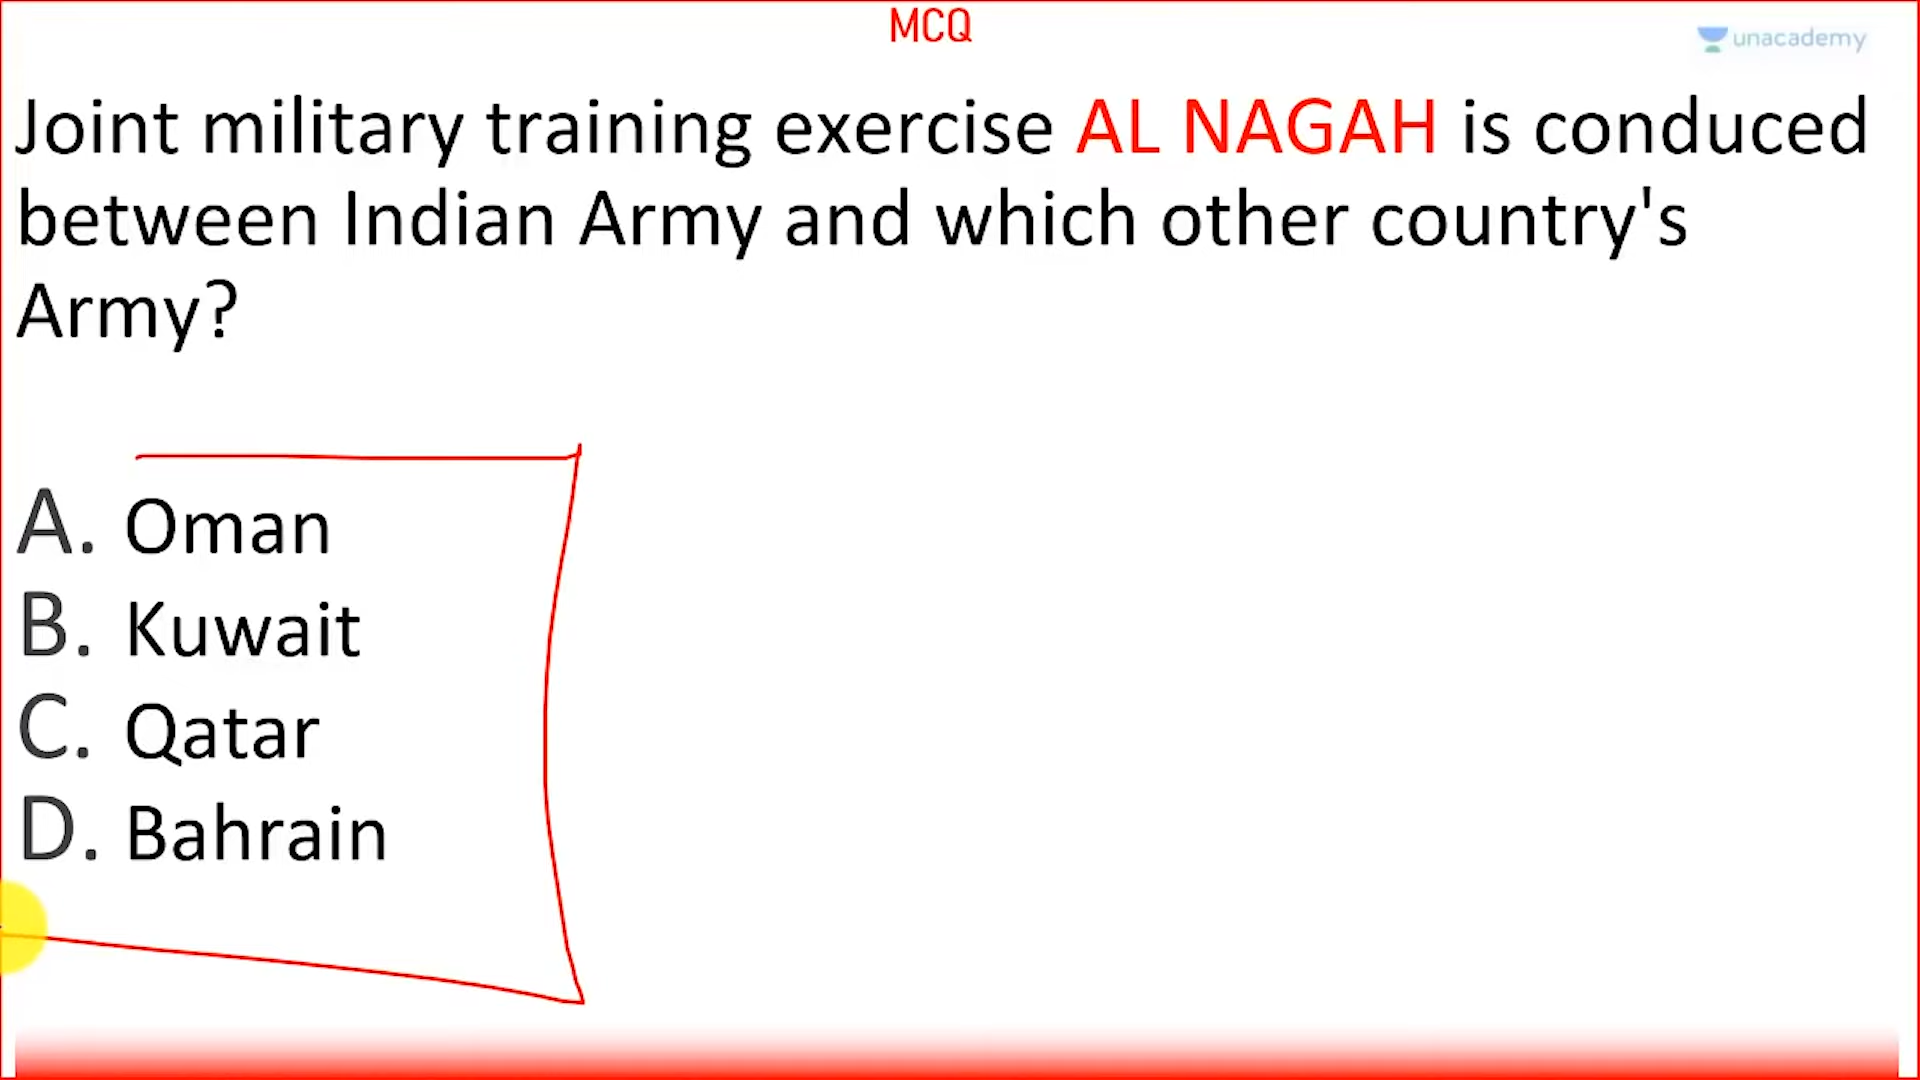 MCQ
unacademy
Joint military training exercise AL NAGAH is conduced
between Indian Army and which other country's
Army?
A. Oman
B. Kuwait
C. Qatar
D. Bahrain